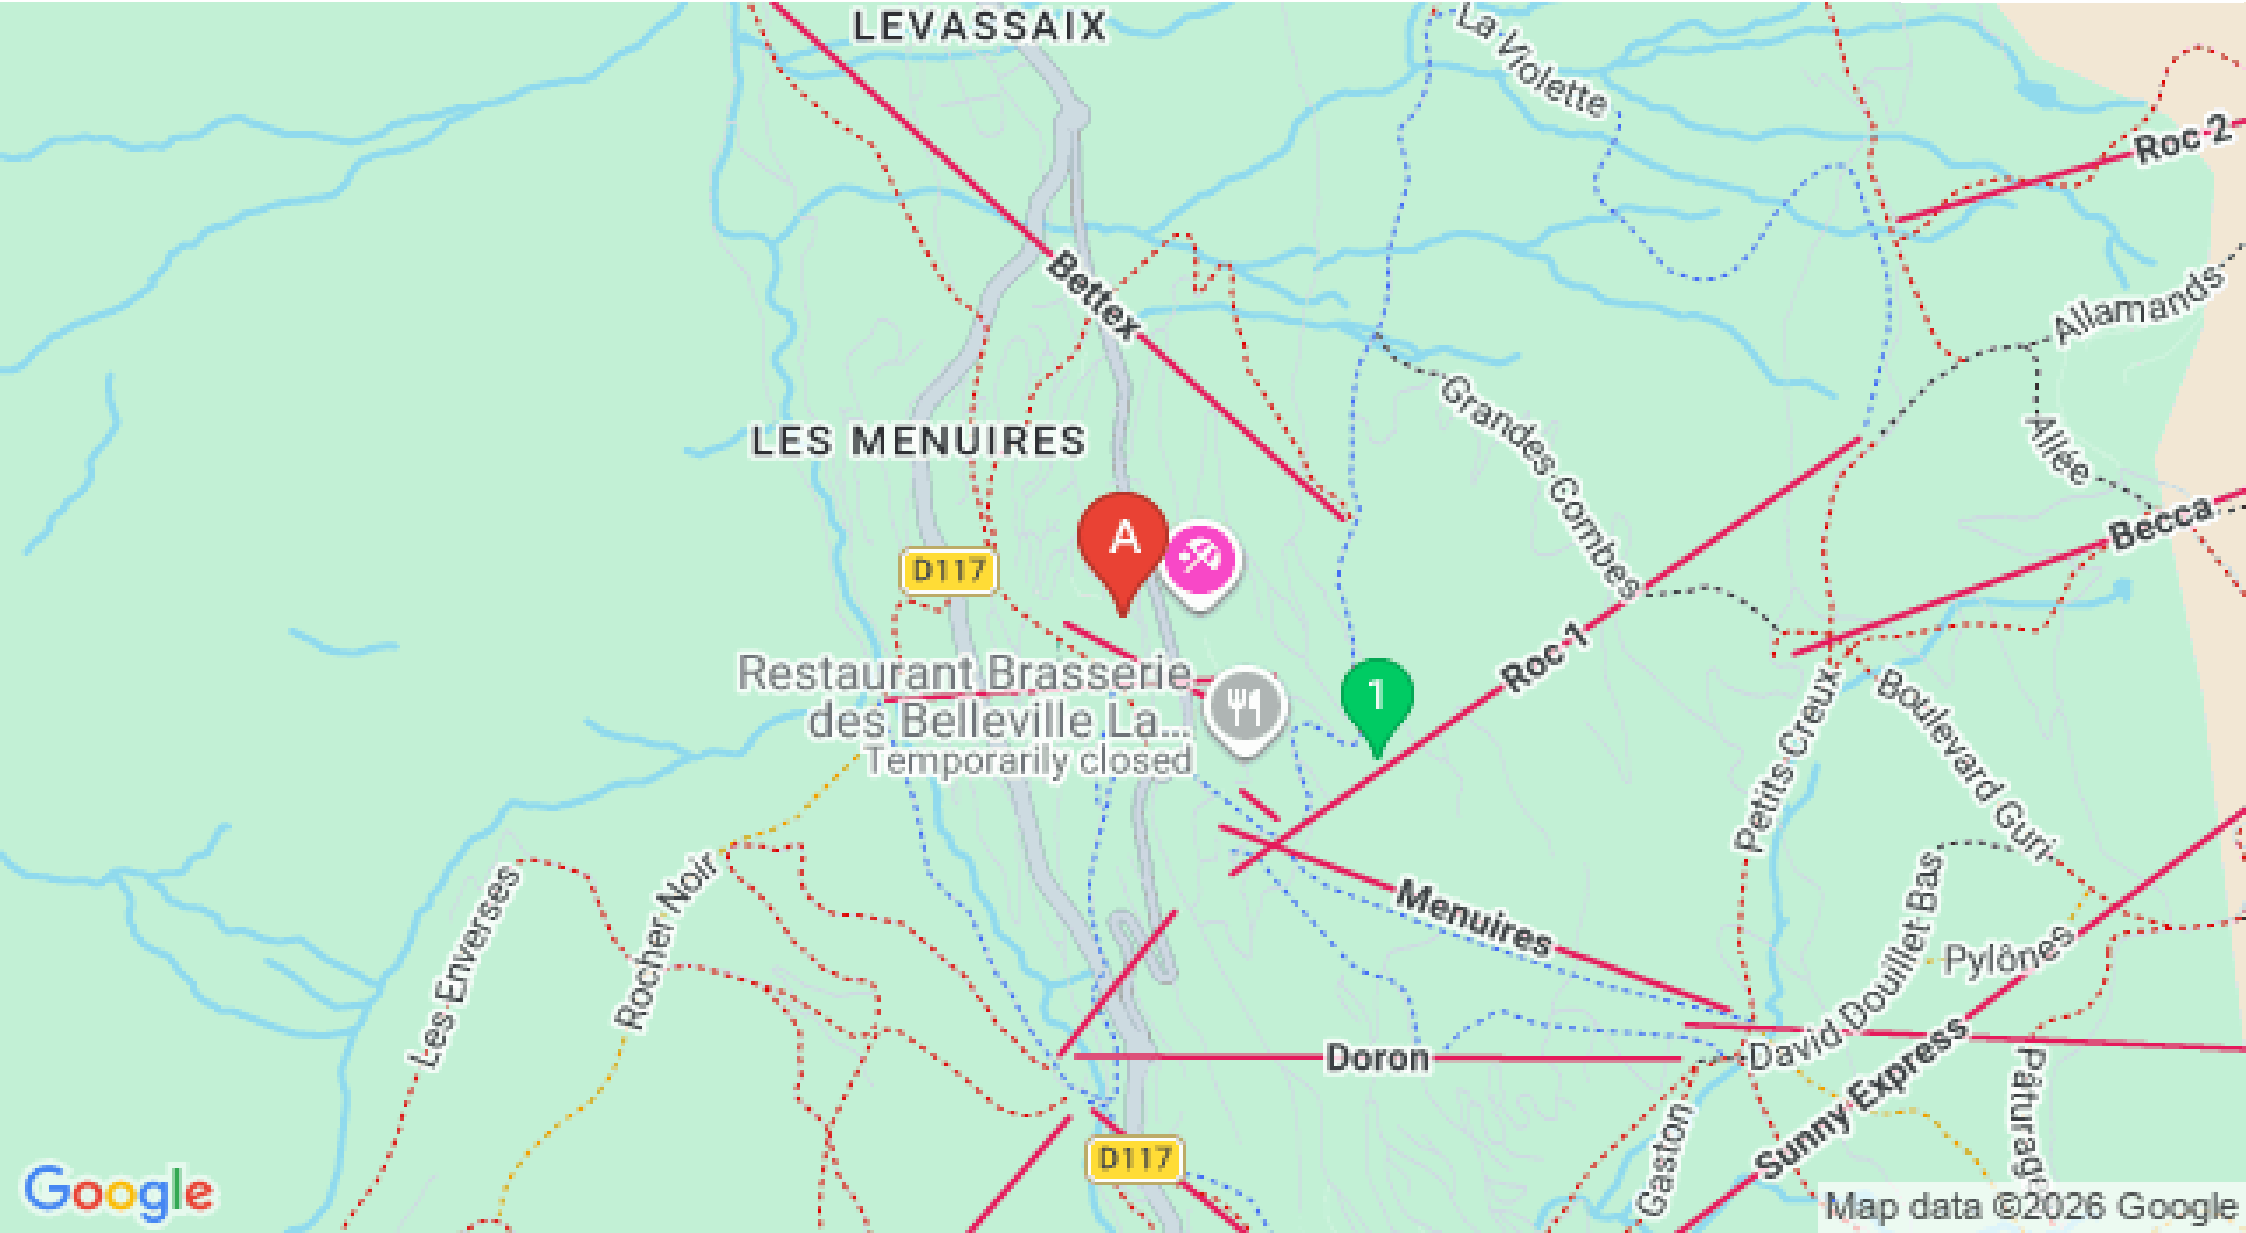 LEVASSAIX
La Violette
Roc 2
Bettex
Allamands
Grandes Combes
LES MENUIRES
Allée
Becca
A
D117
Roc 1
Restaurant Brasserie
des Belleville La...
Temporarily closed
1
Petits Creux
Boulevard Guri
Les Enverses
Rocher Noir
Menuires
David Douillet Bas
Pylônes
Doron
Sunny Express
Gaston
Pâturag
D117
Google
Map data ©2026 Google